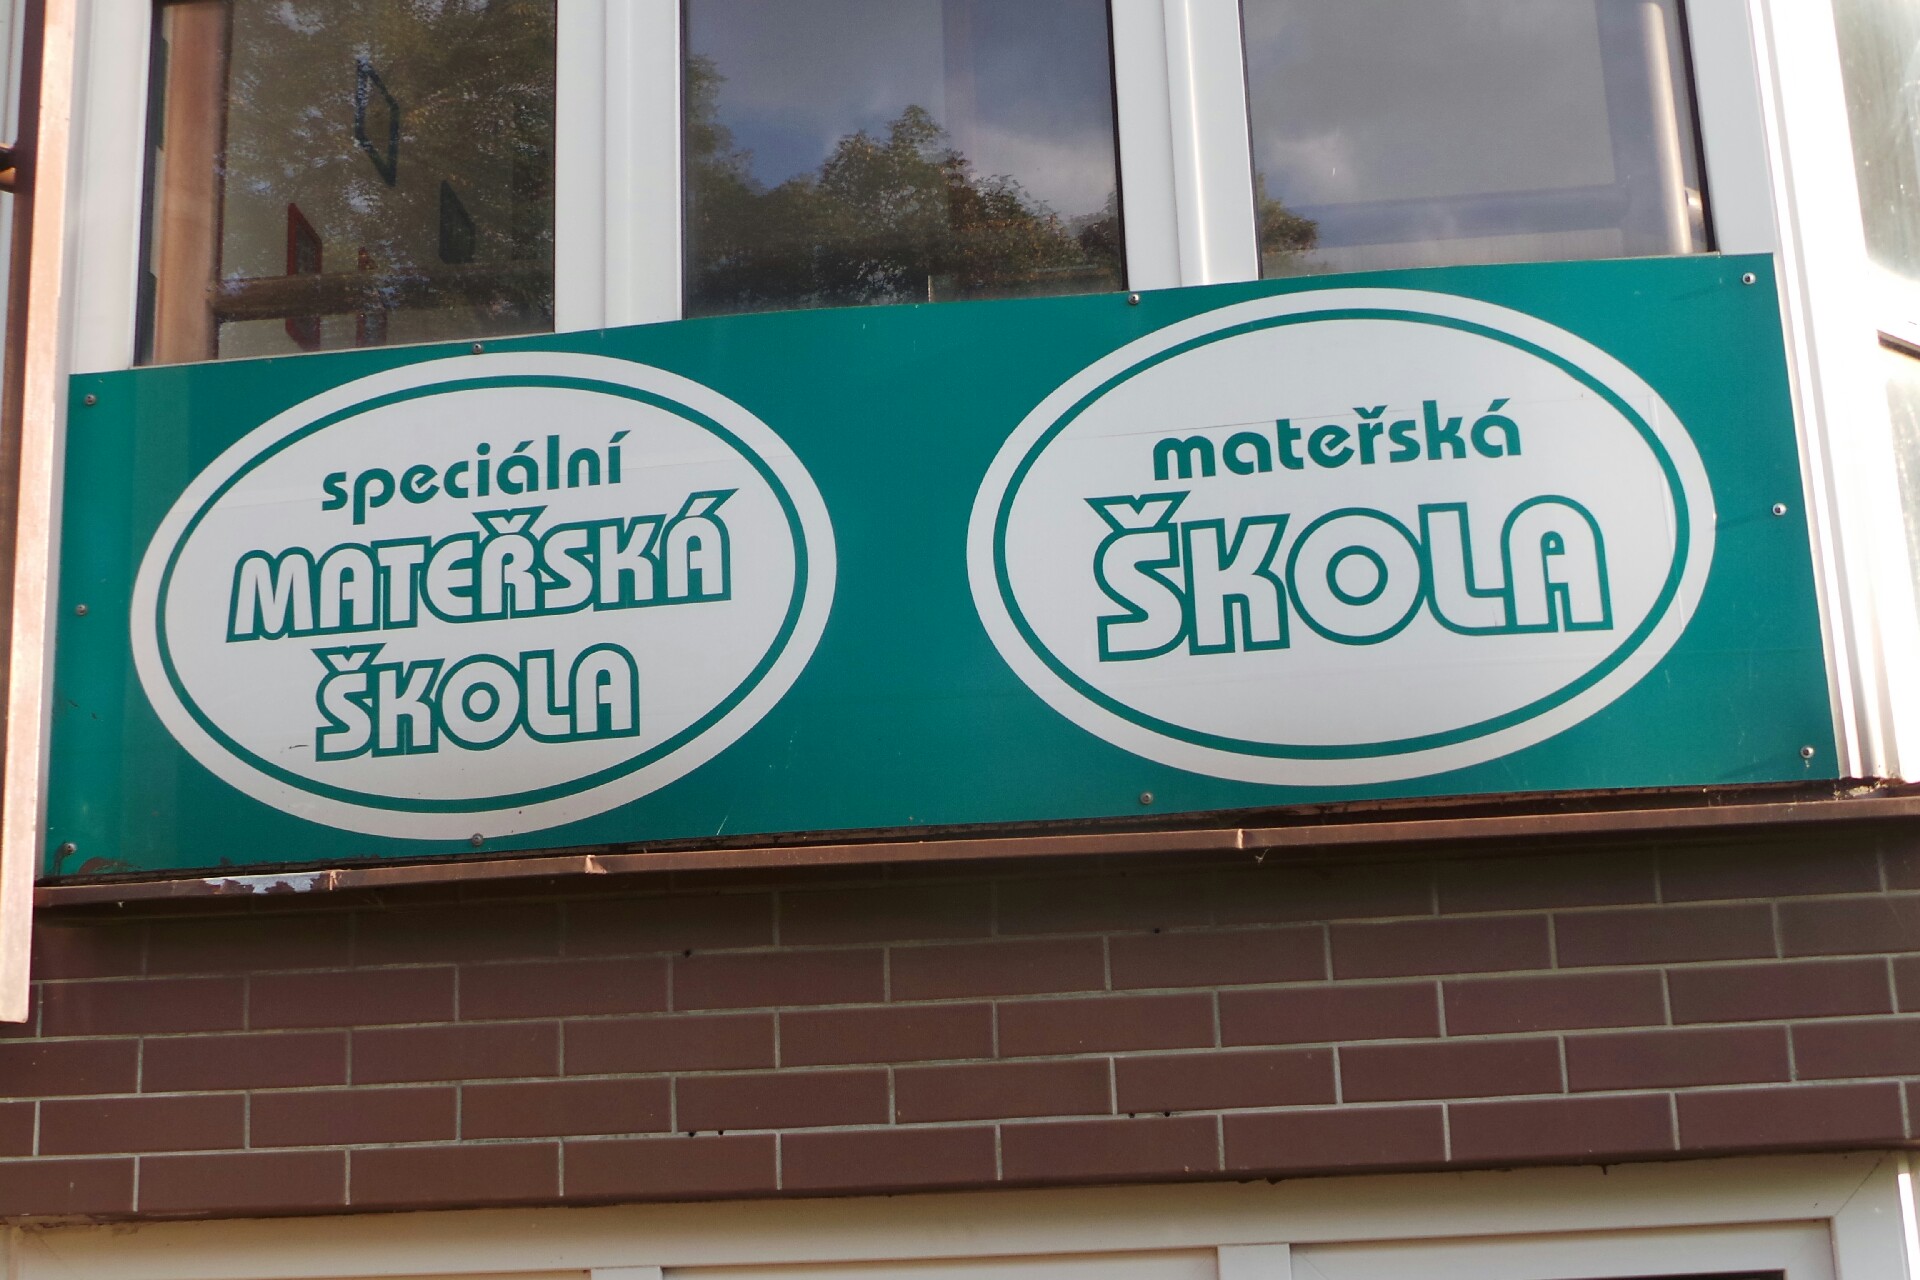 speciální
MATEŘSKÁ
ŠKOLA
mateřská
ŠKOLA